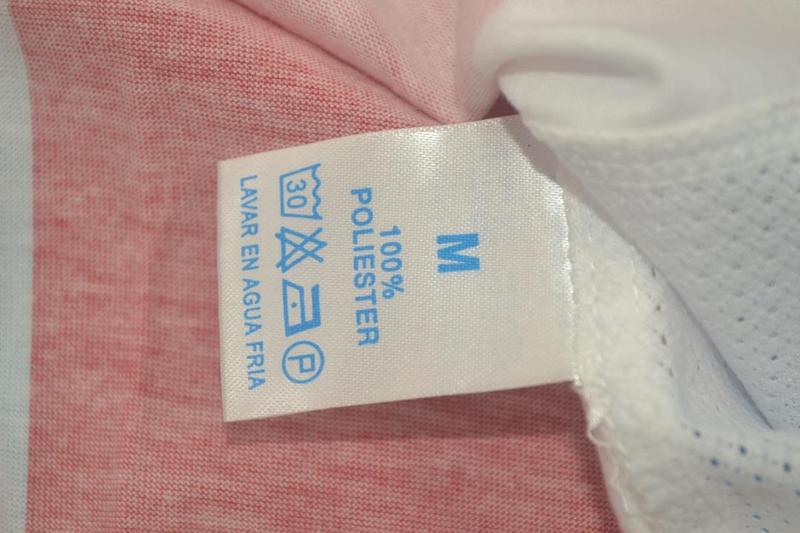 M
100%
POLIESTER
30
P
LAVAR EN AGUA FRIA